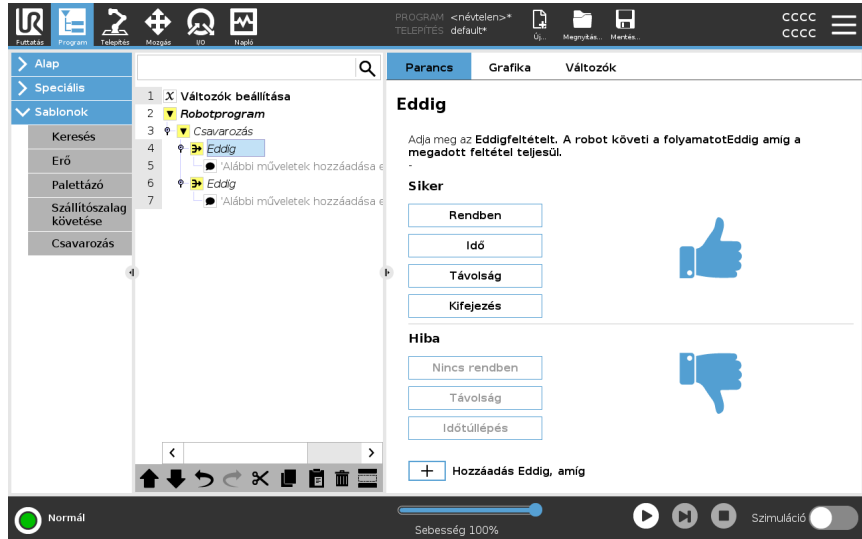 UR
PROGRAM <névtelen>*
TELEPÍTÉS default*
Futtatás Program Telepítés Mozgás I/O Napló
Új... Megnyitás... Mentés...
CCCC
CCCC
Alap
Speciális
Sablonok
Keresés
Erő
Palettázó
Szállítószalag
követése
Csavarozás
1 X Változók beállítása
2 Robotprogram
3 Csavarozás
4 Eddig
5 'Alábbi műveletek hozzáadása e
6 Eddig
7 'Alábbi műveletek hozzáadása e
Parancs Grafika Változók
Eddig
Adja meg az Eddigfeltételt. A robot követi a folyamatotEddig amíg a
megadott feltétel teljesül.
-
Siker
Rendben
Idő
Távolság
Kifejezés
Hiba
Nincs rendben
Távolság
Időtúllépés
+ Hozzáadás Eddig, amíg
Normál
Sebesség 100%
Szimuláció